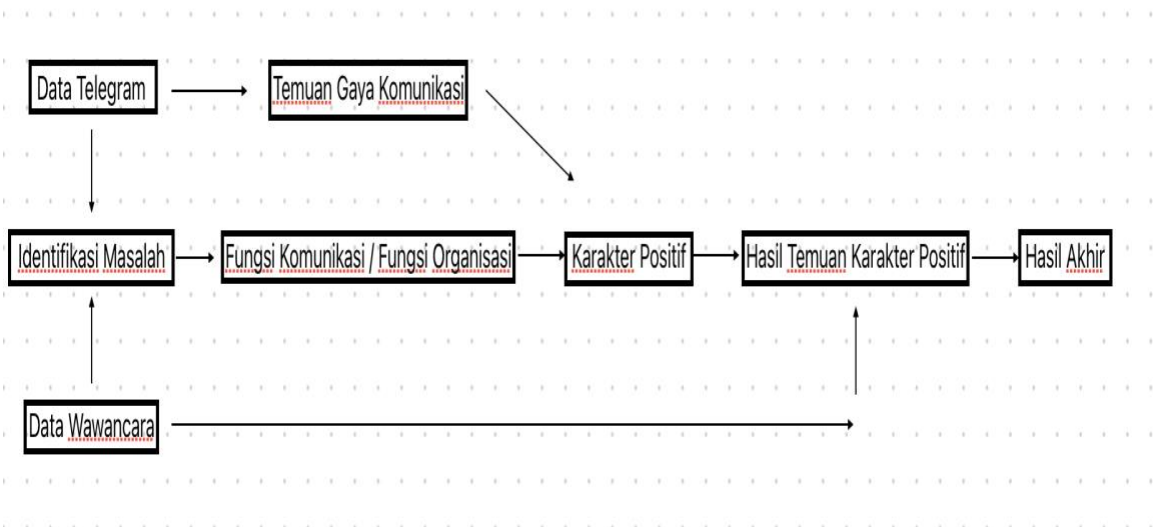 Data Telegram
Temuan Gaya Komunikasi
Identifikasi Masalah
Fungsi Komunikasi / Fungsi Organisasi
Karakter Positif
Hasil Temuan Karakter Positif
Hasil Akhir
Data Wawancara